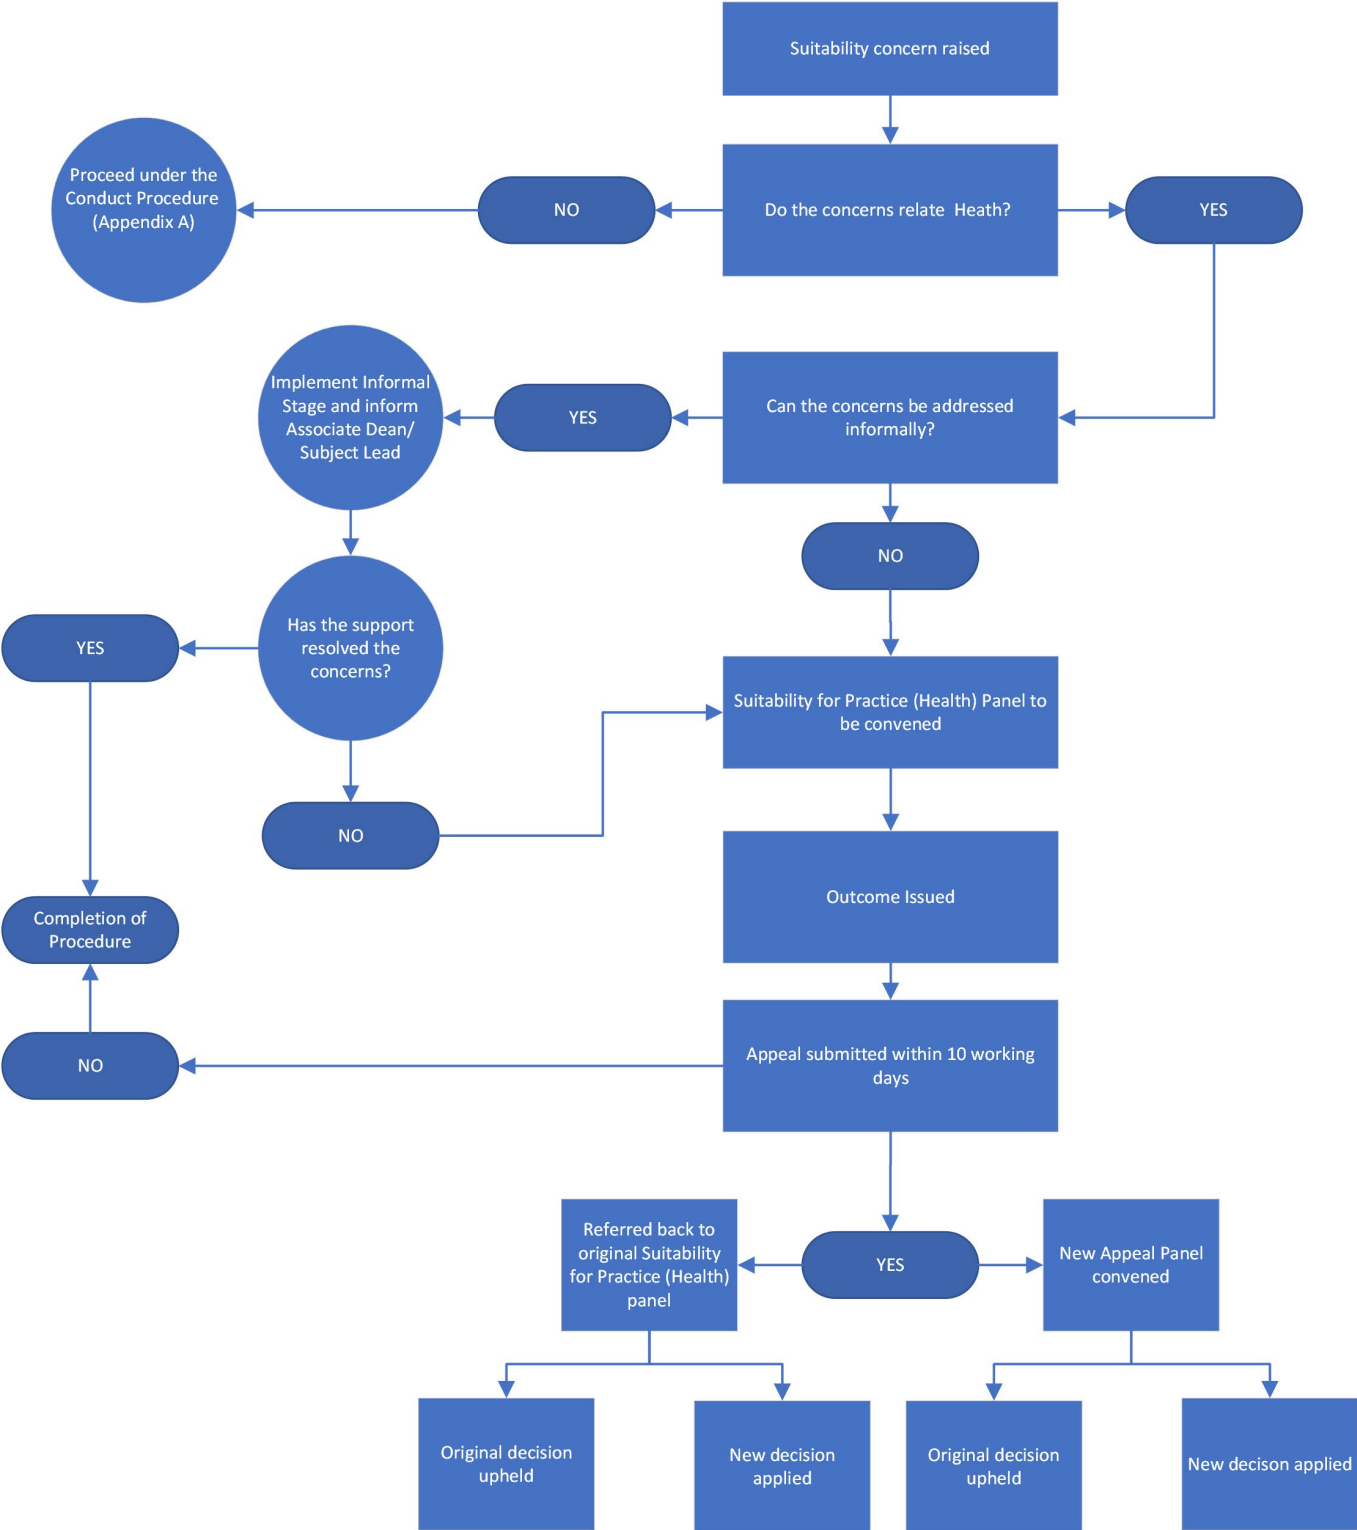 Suitability concern raised
Proceed under the
Conduct Procedure
(Appendix A)
NO
Do the concerns relate  Heath?
YES
Implement Informal
Stage and inform
Associate Dean/
Subject Lead
YES
Can the concerns be addressed
informally?
NO
YES
Has the support
resolved the
concerns?
Suitability for Practice (Health) Panel to
be convened
NO
Outcome Issued
Completion of
Procedure
NO
Appeal submitted within 10 working
days
Referred back to
original Suitability
for Practice (Health)
panel
YES
New Appeal Panel
convened
Original decision
upheld
New decision
applied
Original decision
upheld
New decison applied